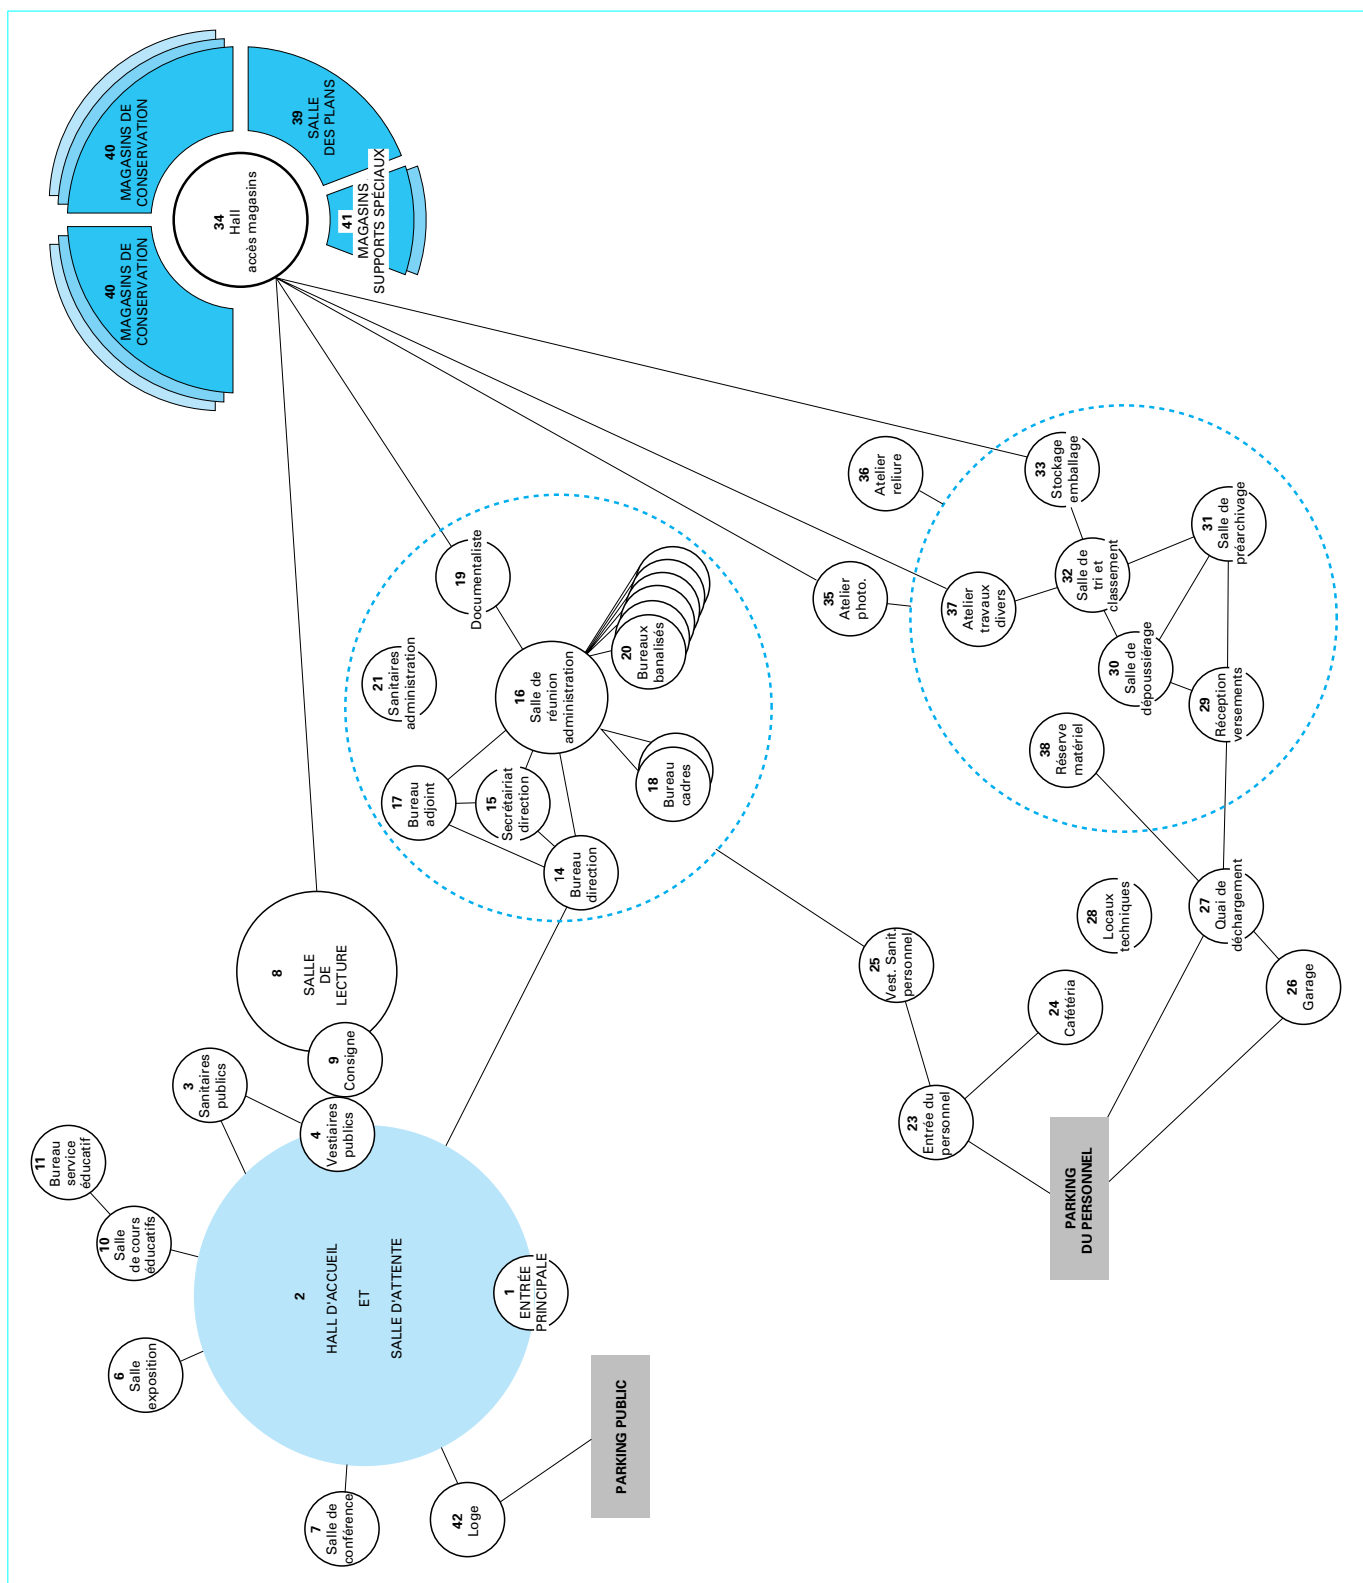 40
MAGASINS DE
CONSERVATION
40
MAGASINS DE
CONSERVATION
39
SALLE
DES PLANS
41
MAGASINS
SUPPORTS SPÉCIAUX
34
Hall
accès magasins
36
Atelier
reliure
33
Stockage
emballage
31
Salle de
préarchivage
32
Salle de
tri et
classement
35
Atelier
photo.
37
Atelier
travaux
divers
30
Salle de
dépoussiérage
29
Réception
versements
38
Réserve
matériel
19
Documentaliste
21
Sanitaires
administration
16
Salle de
réunion
administration
20
Bureaux
banalisés
17
Bureau
adjoint
15
Secrétairiat
direction
18
Bureau
cadres
14
Bureau
direction
8
SALLE
DE
LECTURE
9
Consigne
3
Sanitaires
publics
4
Vestiaires
publics
11
Bureau
service
éducatif
10
Salle
de cours
éducatifs
6
Salle
exposition
7
Salle de
conférence
2
HALL D'ACCUEIL
ET
SALLE D'ATTENTE
1
ENTRÉE
PRINCIPALE
42
Loge
PARKING PUBLIC
25
Vest. Sanit.
personnel
28
Locaux
techniques
27
Quai de
déchargement
24
Cafétéria
26
Garage
23
Entrée du
personnel
PARKING
DU PERSONNEL